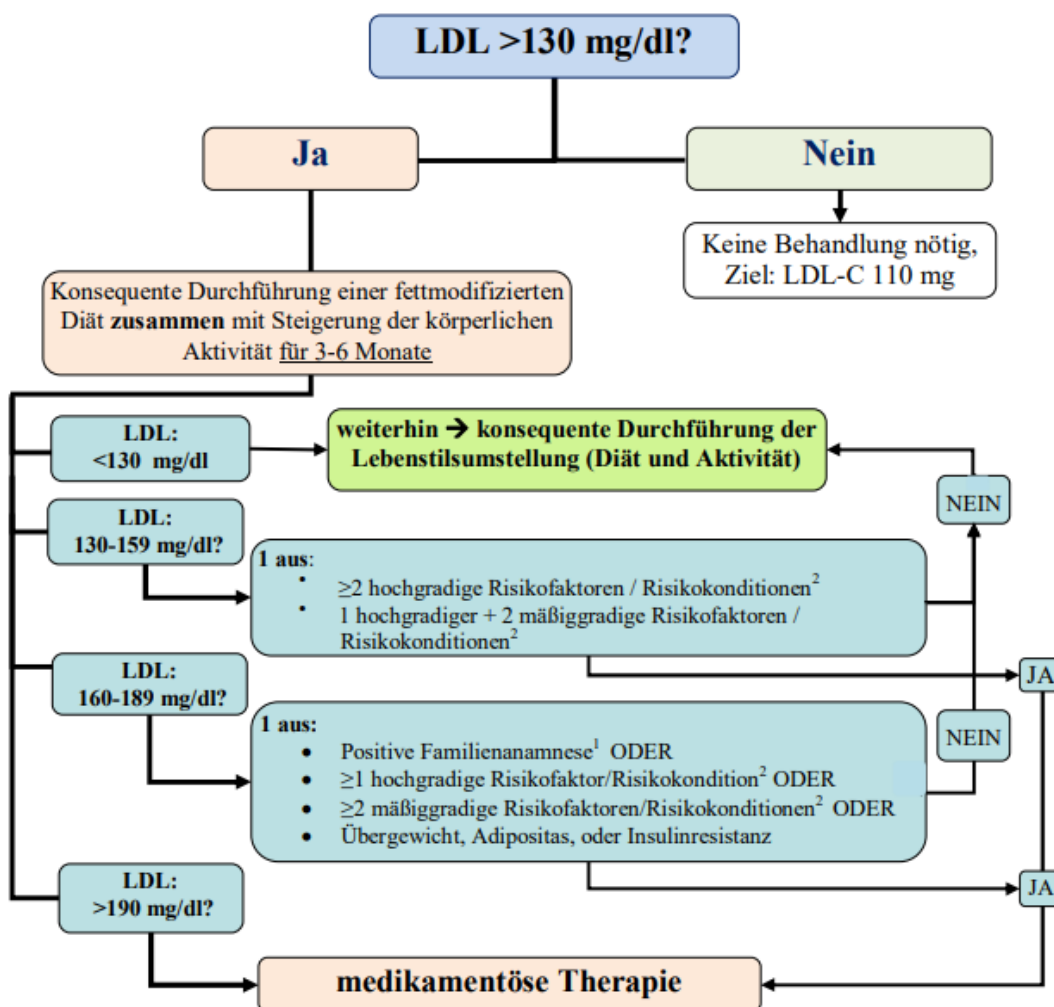 LDL >130 mg/dl?
Ja
Nein
Keine Behandlung nötig,
Ziel: LDL-C 110 mg
Konsequente Durchführung einer fettmodifizierten
Diät zusammen mit Steigerung der körperlichen
Aktivität für 3-6 Monate
LDL:
<130 mg/dl
weiterhin ➔ konsequente Durchführung der
Lebenstilsumstellung (Diät und Aktivität)
NEIN
LDL:
130-159 mg/dl?
1 aus:
• ≥2 hochgradige Risikofaktoren / Risikokonditionen²
• 1 hochgradiger + 2 mäßiggradige Risikofaktoren /
Risikokonditionen²
JA
LDL:
160-189 mg/dl?
1 aus:
• Positive Familienanamnese¹ ODER
• ≥1 hochgradige Risikofaktor/Risikokondition² ODER
• ≥2 mäßiggradige Risikofaktoren/Risikokonditionen² ODER
• Übergewicht, Adipositas, oder Insulinresistanz
NEIN
JA
LDL:
>190 mg/dl?
medikamentöse Therapie